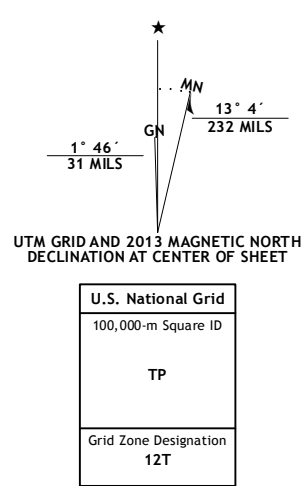 MN
GN
13° 4´
232 MILS
1° 46´
31 MILS
UTM GRID AND 2013 MAGNETIC NORTH
DECLINATION AT CENTER OF SHEET
U.S. National Grid
100,000-m Square ID
TP
Grid Zone Designation
12T